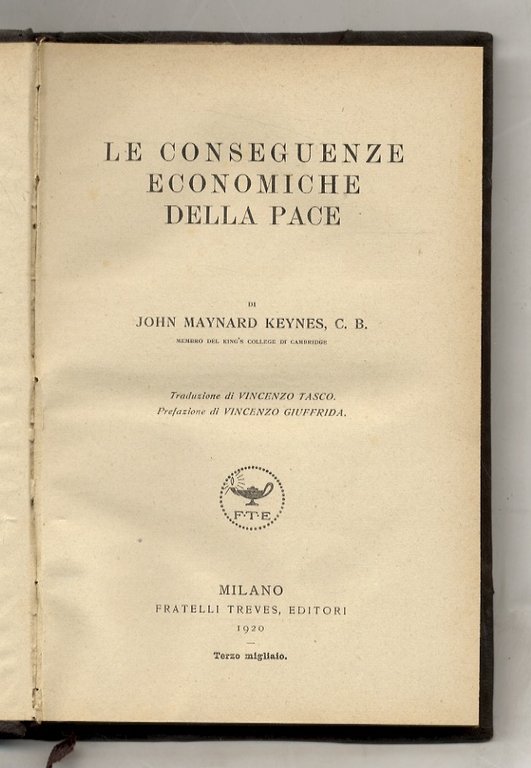 LE CONSEGUENZE
ECONOMICHE
DELLA PACE
DI
JOHN MAYNARD KEYNES, C. B.
MEMBRO DEL KING'S COLLEGE DI CAMBRIDGE
Traduzione di VINCENZO TASCO.
Prefazione di VINCENZO GIUFFRIDA.
F·T·E
MILANO
FRATELLI TREVES, EDITORI
1920
Terzo migliaio.